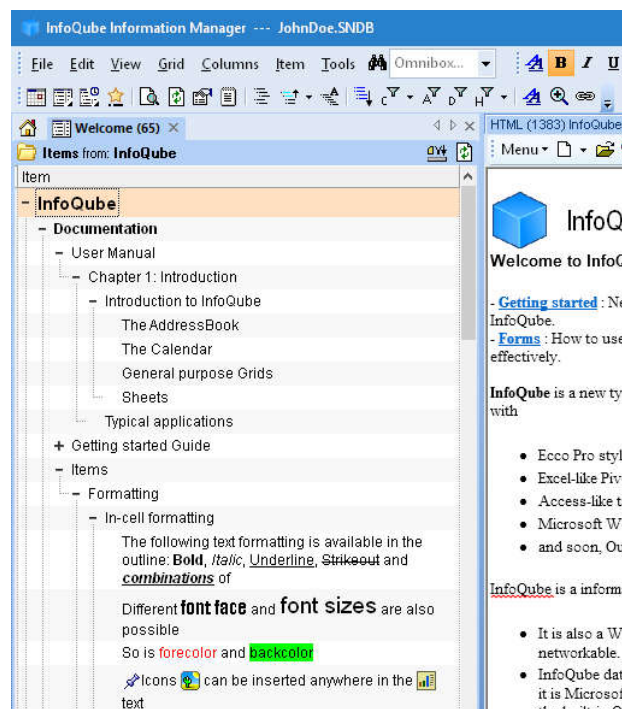 InfoQube Information Manager --- JohnDoe.SNDB
File Edit View Grid Columns Item Tools Omnibox... A B I U
Welcome (65)
HTML (1383) InfoQube
Items from: InfoQube
Menu
Item
InfoQube
Documentation
User Manual
Chapter 1: Introduction
Introduction to InfoQube
The AddressBook
The Calendar
General purpose Grids
Sheets
Typical applications
Getting started Guide
Items
Formatting
In-cell formatting
The following text formatting is available in the
outline: Bold, Italic, Underline, Strikeout and
combinations of
Different font face and font sizes are also
possible
So is forecolor and backcolor
Icons can be inserted anywhere in the
text
InfoQ
Welcome to InfoQ
- Getting started : Ne
InfoQube.
- Forms : How to use
effectively.
InfoQube is a new ty
with
Ecco Pro styl
Excel-like Piv
Access-like t
Microsoft W
and soon, Ou
InfoQube is a inform
It is also a W
networkable.
InfoQube dat
it is Microsof